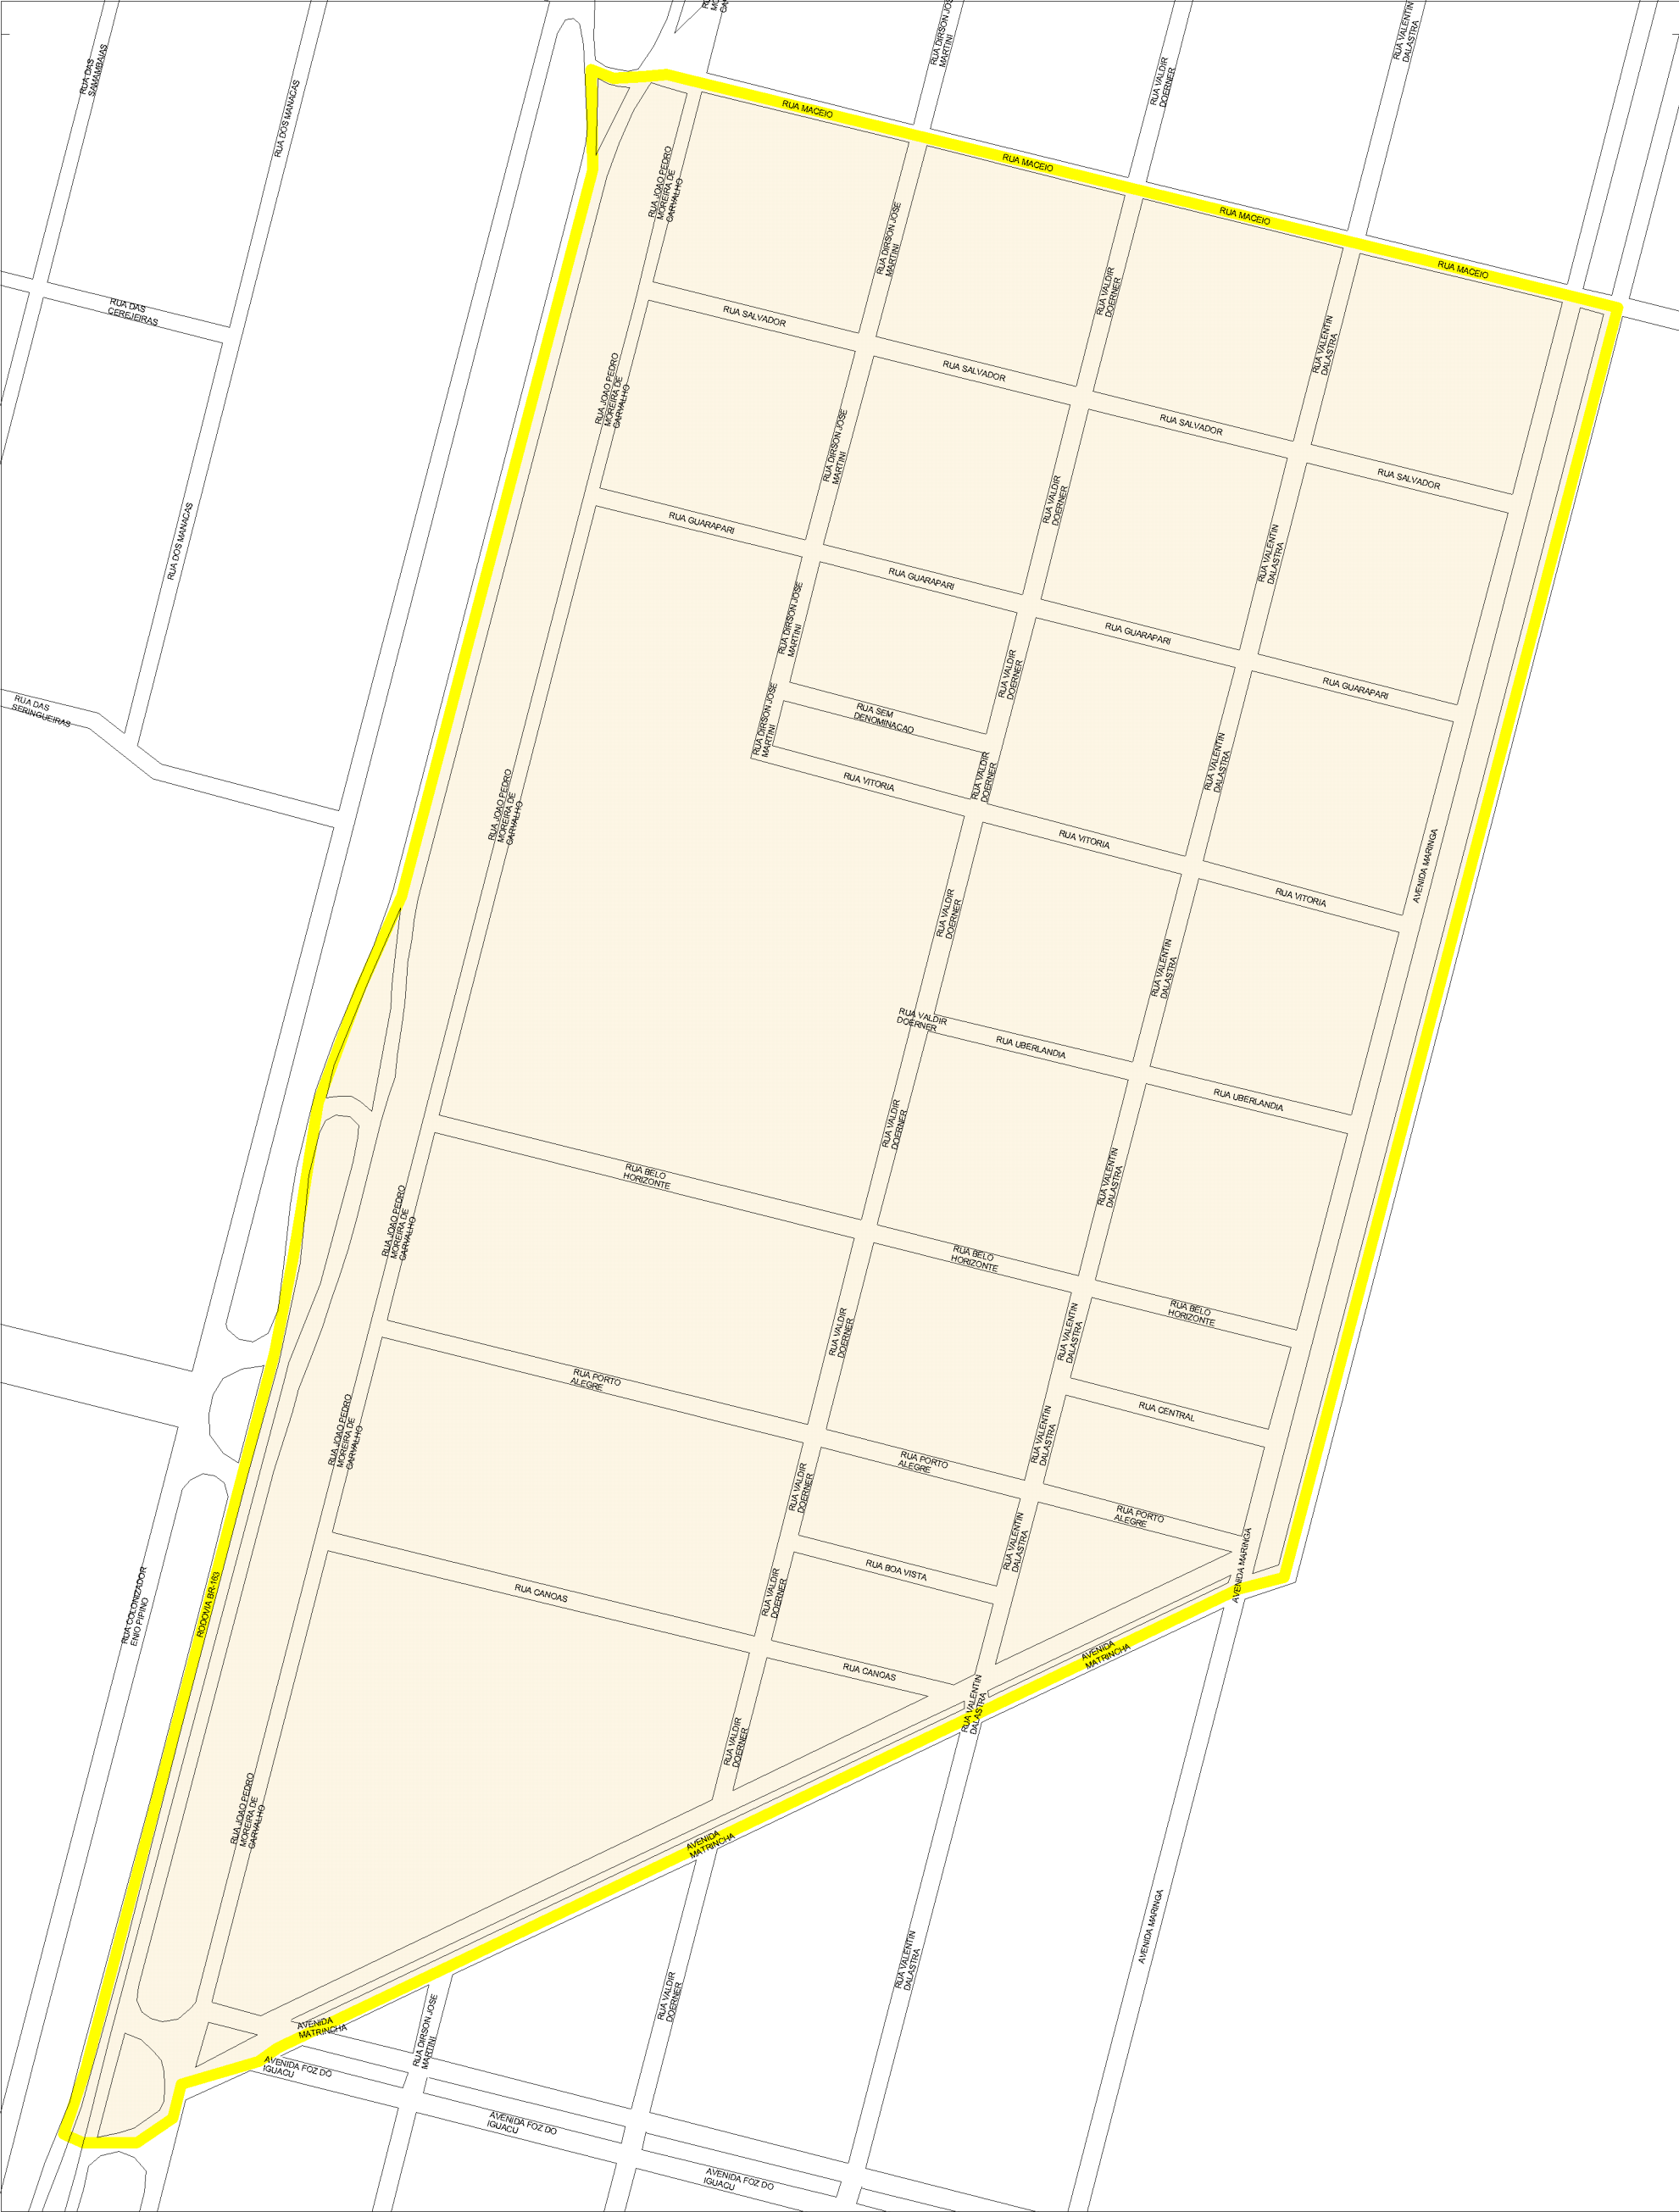 RUA DAS
SAMAMBAIAS
RUA DOS MANACAS
RUA DIRSON JOSE
MARTINI
RUA VALDIR
DOERNER
RUA VALENTIN
DALASTRA
RUA MACEIO
RUA MACEIO
RUA MACEIO
RUA MACEIO
RUA JOAO PEDRO
MOREIRA DE
CARVALHO
RUA DIRSON JOSE
MARTINI
RUA VALDIR
DOERNER
RUA VALENTIN
DALASTRA
RUA DAS
CEREJEIRAS
RUA SALVADOR
RUA SALVADOR
RUA SALVADOR
RUA SALVADOR
RUA JOAO PEDRO
MOREIRA DE
CARVALHO
RUA DIRSON JOSE
MARTINI
RUA VALDIR
DOERNER
RUA VALENTIN
DALASTRA
RUA DOS MANACAS
RUA GUARAPARI
RUA GUARAPARI
RUA GUARAPARI
RUA GUARAPARI
RUA DIRSON JOSE
MARTINI
RUA VALDIR
DOERNER
RUA DAS
SERINGUEIRAS
RUA DIRSON JOSE
MARTINI
RUA SEM
DENOMINACAO
RUA VALDIR
DOERNER
RUA VALENTIN
DALASTRA
RUA JOAO PEDRO
MOREIRA DE
CARVALHO
RUA VITORIA
RUA VITORIA
RUA VITORIA
AVENIDA MARINGA
RUA VALDIR
DOERNER
RUA VALENTIN
DALASTRA
RUA VALDIR
DOERNER
RUA UBERLANDIA
RUA UBERLANDIA
RUA VALDIR
DOERNER
RUA VALENTIN
DALASTRA
RUA BELO
HORIZONTE
RUA BELO
HORIZONTE
RUA BELO
HORIZONTE
RUA JOAO PEDRO
MOREIRA DE
CARVALHO
RUA VALDIR
DOERNER
RUA VALENTIN
DALASTRA
RUA PORTO
ALEGRE
RUA CENTRAL
RUA JOAO PEDRO
MOREIRA DE
CARVALHO
RUA VALENTIN
DALASTRA
RUA PORTO
ALEGRE
RUA VALDIR
DOERNER
RUA PORTO
ALEGRE
RUA VALENTIN
DALASTRA
RUA BOA VISTA
AVENIDA MARINGA
RUA COLONIZADOR
ENIO PIPINO
RODOVIA BR-163
RUA CANOAS
RUA VALDIR
DOERNER
RUA CANOAS
AVENIDA
MATRINCHA
RUA VALENTIN
DALASTRA
RUA VALDIR
DOERNER
RUA JOAO PEDRO
MOREIRA DE
CARVALHO
AVENIDA
MATRINCHA
RUA VALENTIN
DALASTRA
AVENIDA MARINGA
RUA VALDIR
DOERNER
AVENIDA
MATRINCHA
RUA DIRSON JOSE
MARTINI
AVENIDA FOZ DO
IGUACU
AVENIDA FOZ DO
IGUACU
AVENIDA FOZ DO
IGUACU